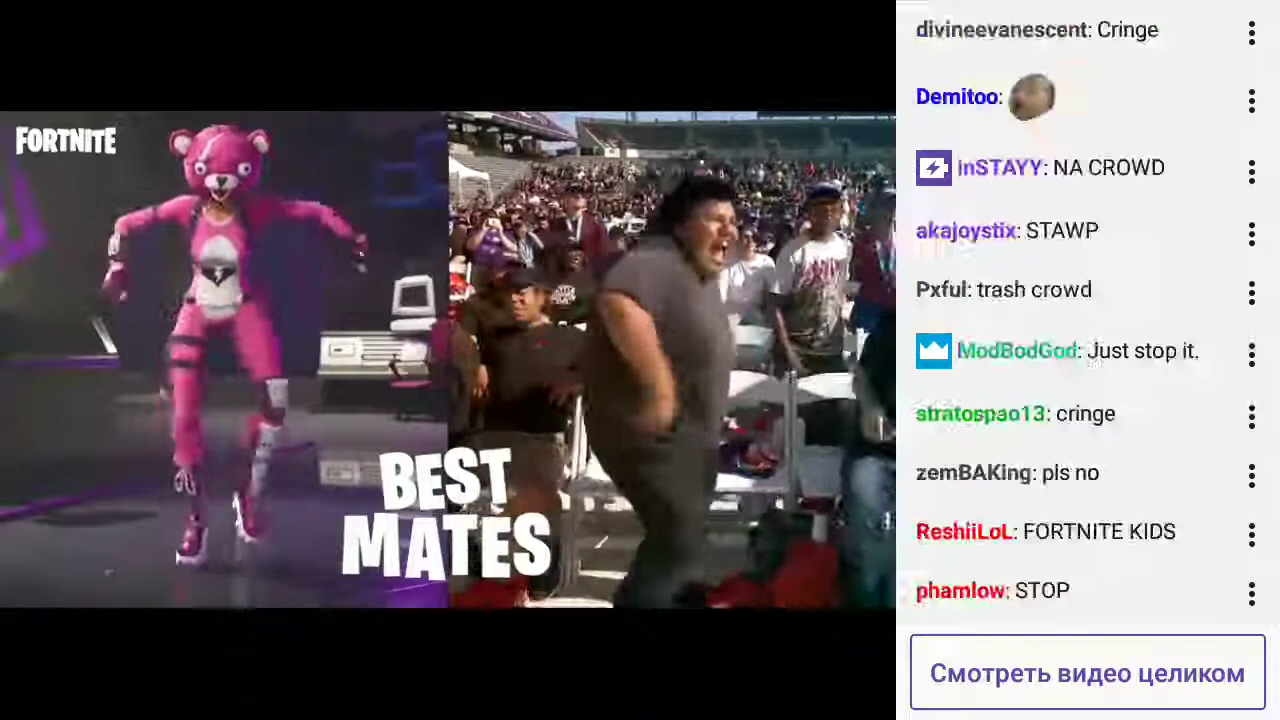 FORTNITE
BEST
MATES
divineevanescent: Cringe
Demitoo:
inSTAYY: NA CROWD
akajoystix: STAWP
Pxful: trash crowd
ModBodGod: Just stop it.
stratospao13: cringe
zemBAKing: pls no
ReshiiLoL: FORTNITE KIDS
phamlow: STOP
Смотреть видео целиком